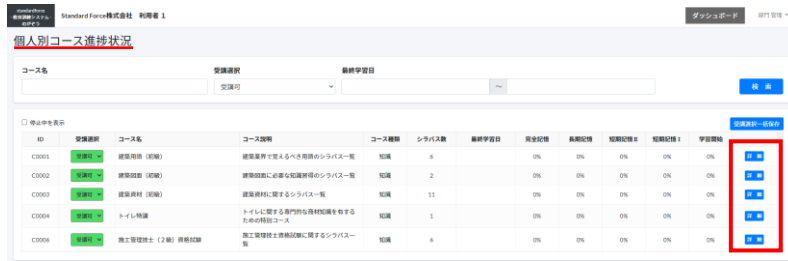 standardforce
教育訓練システム
Standard Force株式会社 利用者 1
ダッシュボード
部門管理
個人別コース進捗状況
コース名 受講選択 最終学習日
受講可
~
検 索
停止中を表示
受講選択一括保存
ID 受講選択 コース名 コース説明 コース種類 シラバス数 最終学習日 完全記憶 長期記憶 短期記憶 II 短期記憶 I 学習開始
C0001 受講可 建築用語(初級) 建築業界で覚えるべき用語のシラバス一覧 知識 6 0% 0% 0% 0% 0% 詳 細
C0002 受講可 建築図面(初級) 建築図面に必要な知識習得のシラバス一覧 知識 2 0% 0% 0% 0% 0% 詳 細
C0003 受講可 建築資材(初級) 建築資材に関するシラバス一覧 知識 11 0% 0% 0% 0% 0% 詳 細
C0004 受講可 トイレ特講 トイレに関する専門的な商材知識を有する
ための特別コース 知識 1 0% 0% 0% 0% 0% 詳 細
C0006 受講可 施工管理技士(2級)資格試験 施工管理技士資格試験に関するシラバス一
覧 知識 6 0% 0% 0% 0% 0% 詳 細